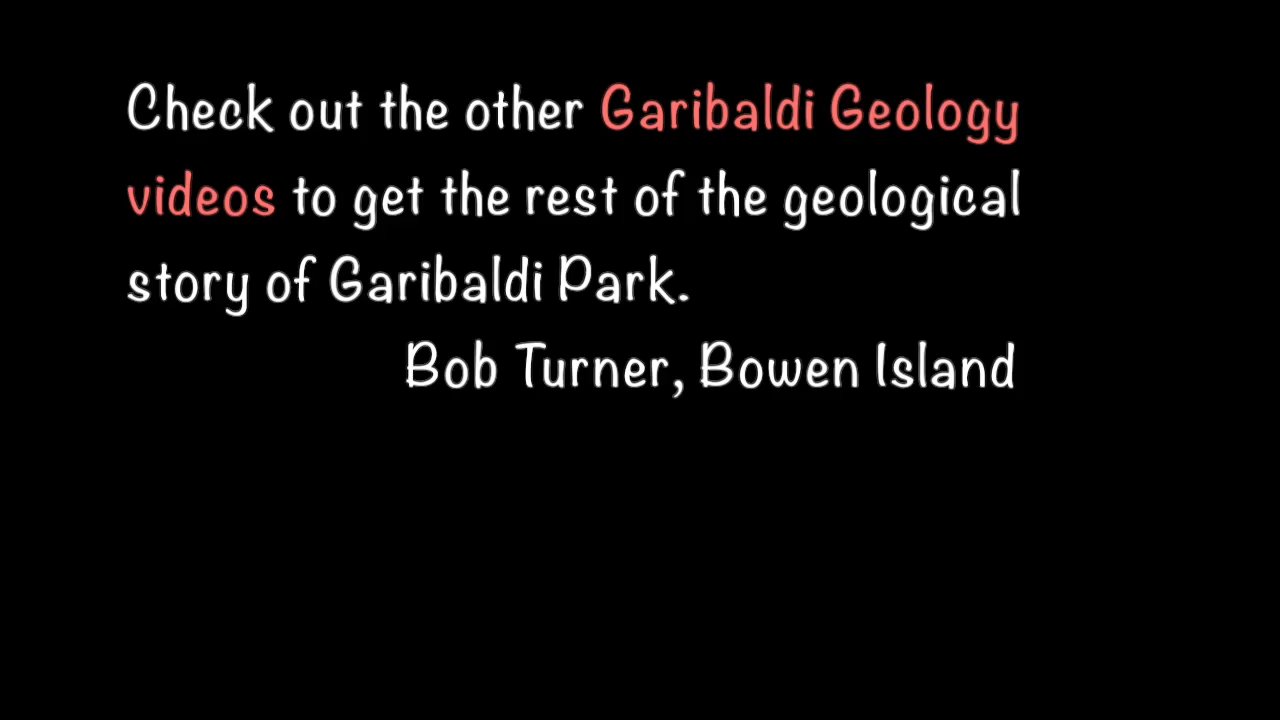 Check out the other Garibaldi Geology
videos to get the rest of the geological
story of Garibaldi Park.
Bob Turner, Bowen Island